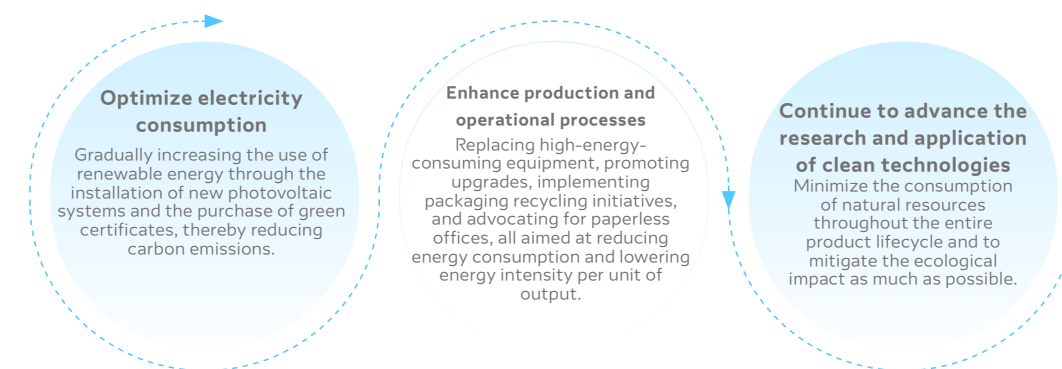 Optimize electricity
consumption
Gradually increasing the use of
renewable energy through the
installation of new photovoltaic
systems and the purchase of green
certificates, thereby reducing
carbon emissions.
Enhance production and
operational processes
Replacing high-energy-
consuming equipment, promoting
upgrades, implementing
packaging recycling initiatives,
and advocating for paperless
offices, all aimed at reducing
energy consumption and lowering
energy intensity per unit of
output.
Continue to advance the
research and application
of clean technologies
Minimize the consumption
of natural resources
throughout the entire
product lifecycle and to
mitigate the ecological
impact as much as possible.